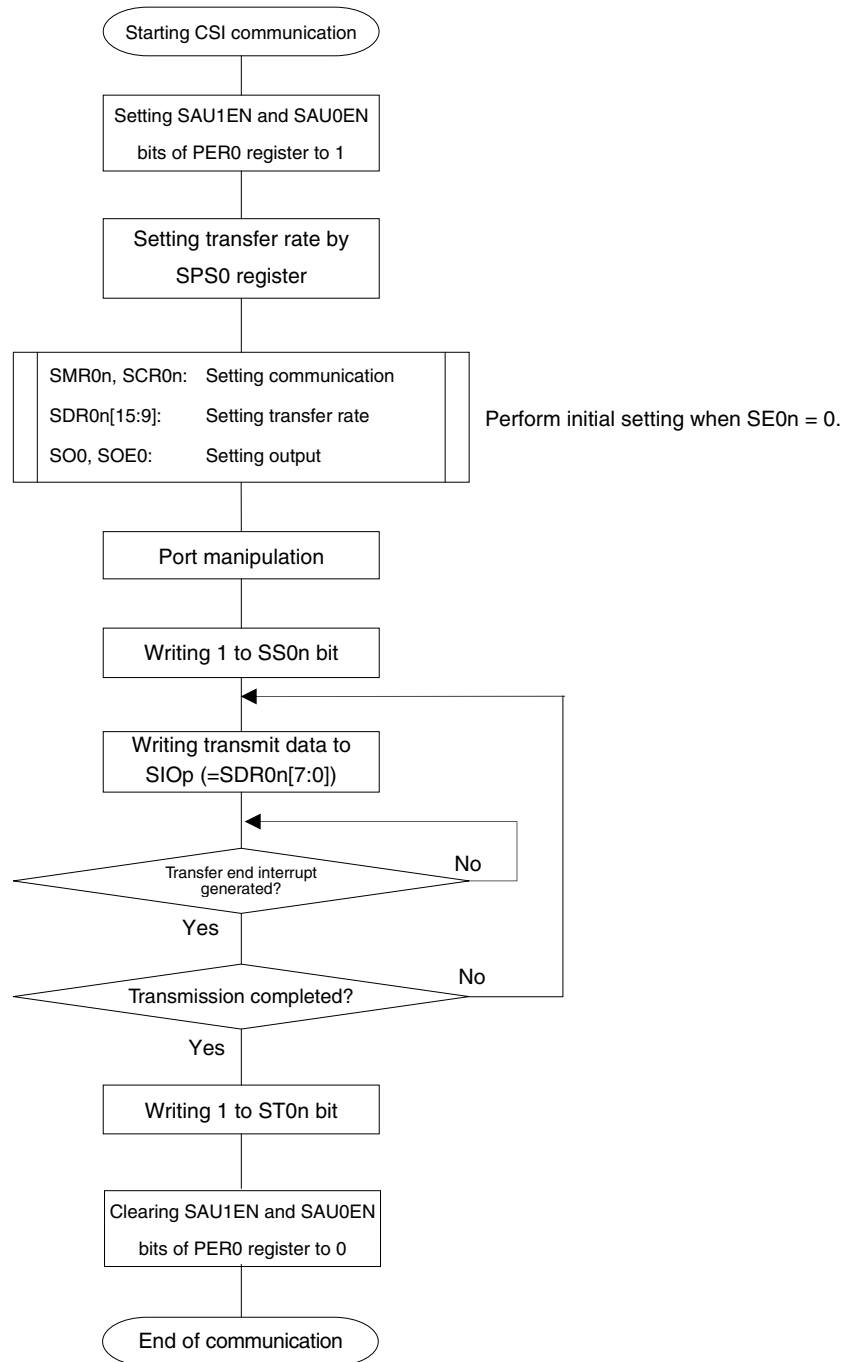 Starting CSI communication
Setting SAU1EN and SAU0EN
bits of PER0 register to 1
Setting transfer rate by
SPS0 register
SMR0n, SCR0n: Setting communication
SDR0n[15:9]: Setting transfer rate
SO0, SOE0: Setting output
Perform initial setting when SE0n = 0.
Port manipulation
Writing 1 to SS0n bit
Writing transmit data to
SIOp (=SDR0n[7:0])
Transfer end interrupt
generated?
No
Yes
Transmission completed?
No
Yes
Writing 1 to ST0n bit
Clearing SAU1EN and SAU0EN
bits of PER0 register to 0
End of communication